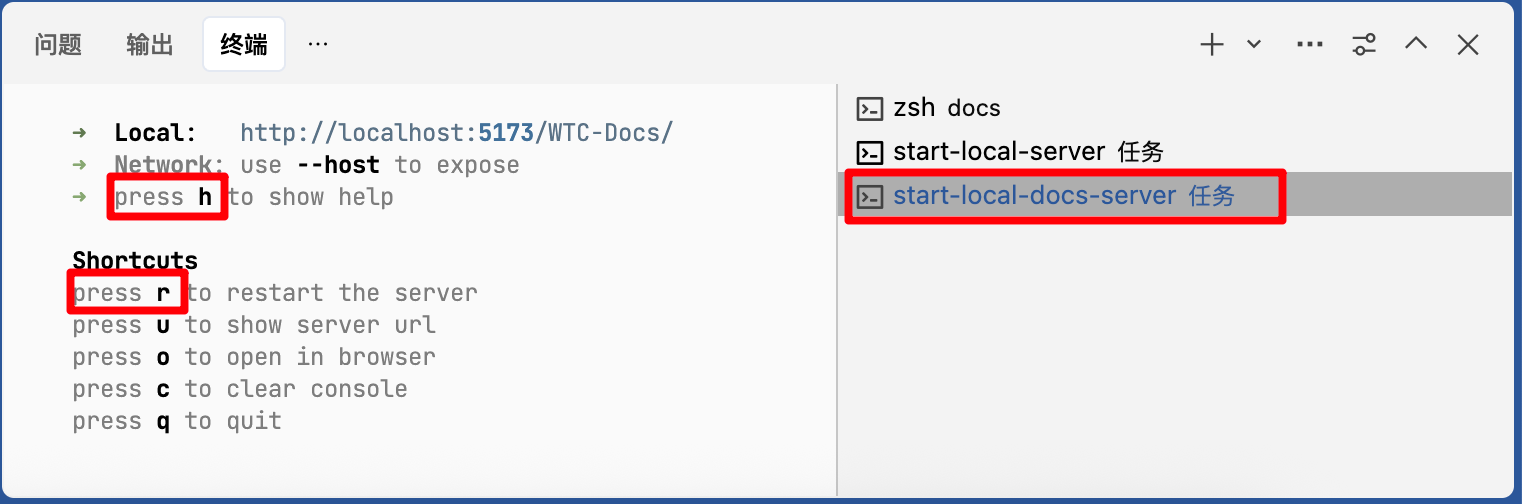 问题 输出 终端 ···
➜ Local: http://localhost:5173/WTC-Docs/
➜ Network: use --host to expose
➜ press h to show help
Shortcuts
press r to restart the server
press u to show server url
press o to open in browser
press c to clear console
press q to quit
zsh docs
start-local-server 任务
start-local-docs-server 任务